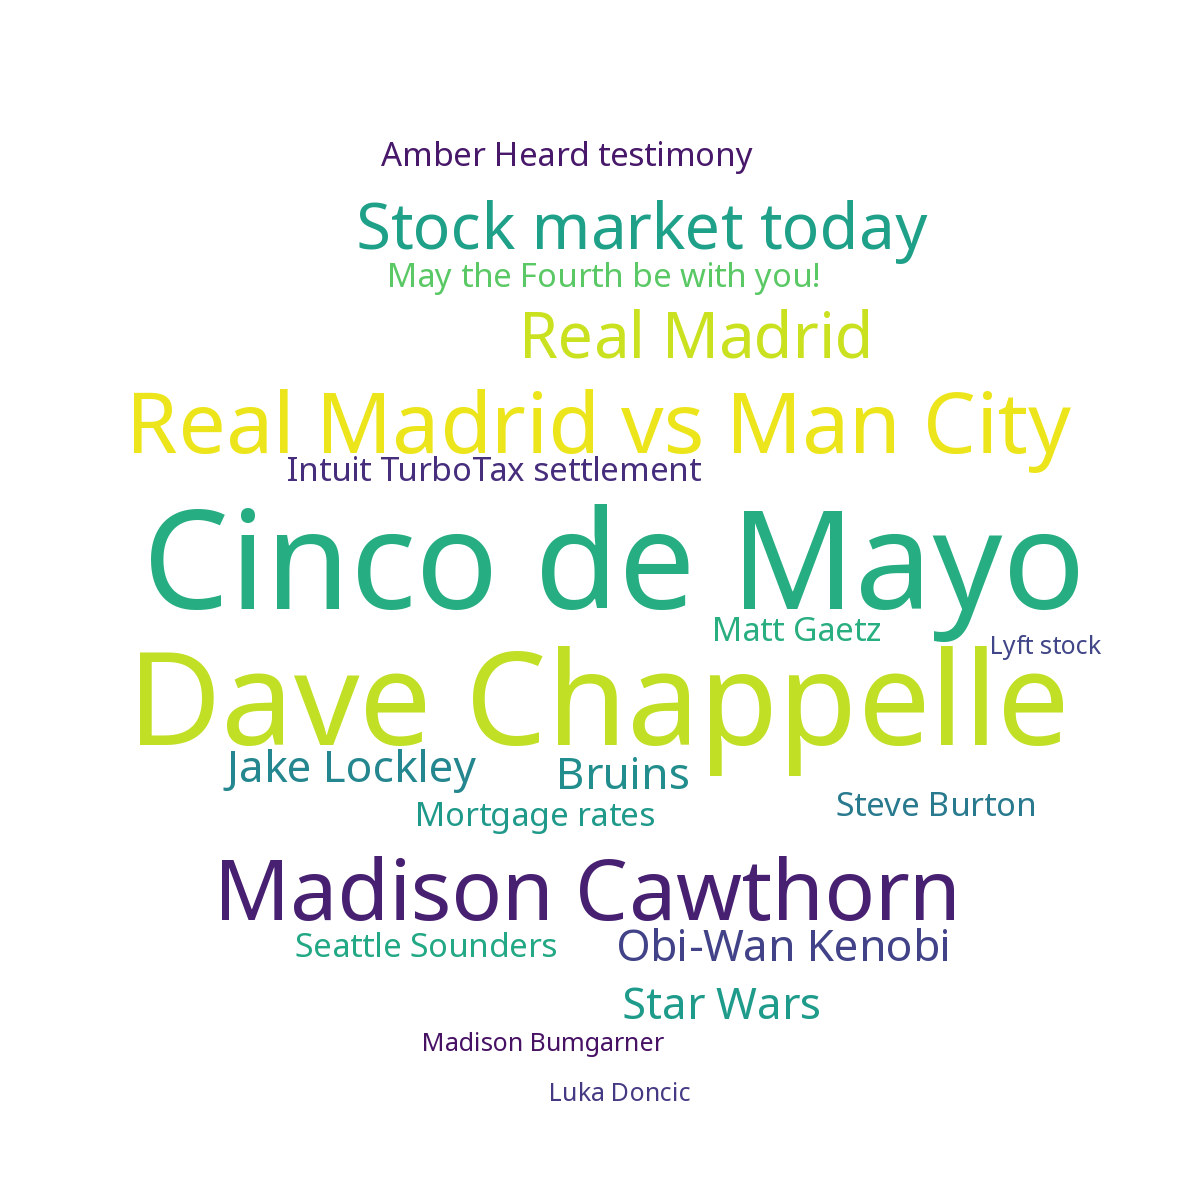 Amber Heard testimony
Stock market today
May the Fourth be with you!
Real Madrid
Real Madrid vs Man City
Intuit TurboTax settlement
Cinco de Mayo
Matt Gaetz
Lyft stock
Dave Chappelle
Jake Lockley
Bruins
Steve Burton
Mortgage rates
Madison Cawthorn
Seattle Sounders
Obi-Wan Kenobi
Star Wars
Madison Bumgarner
Luka Doncic